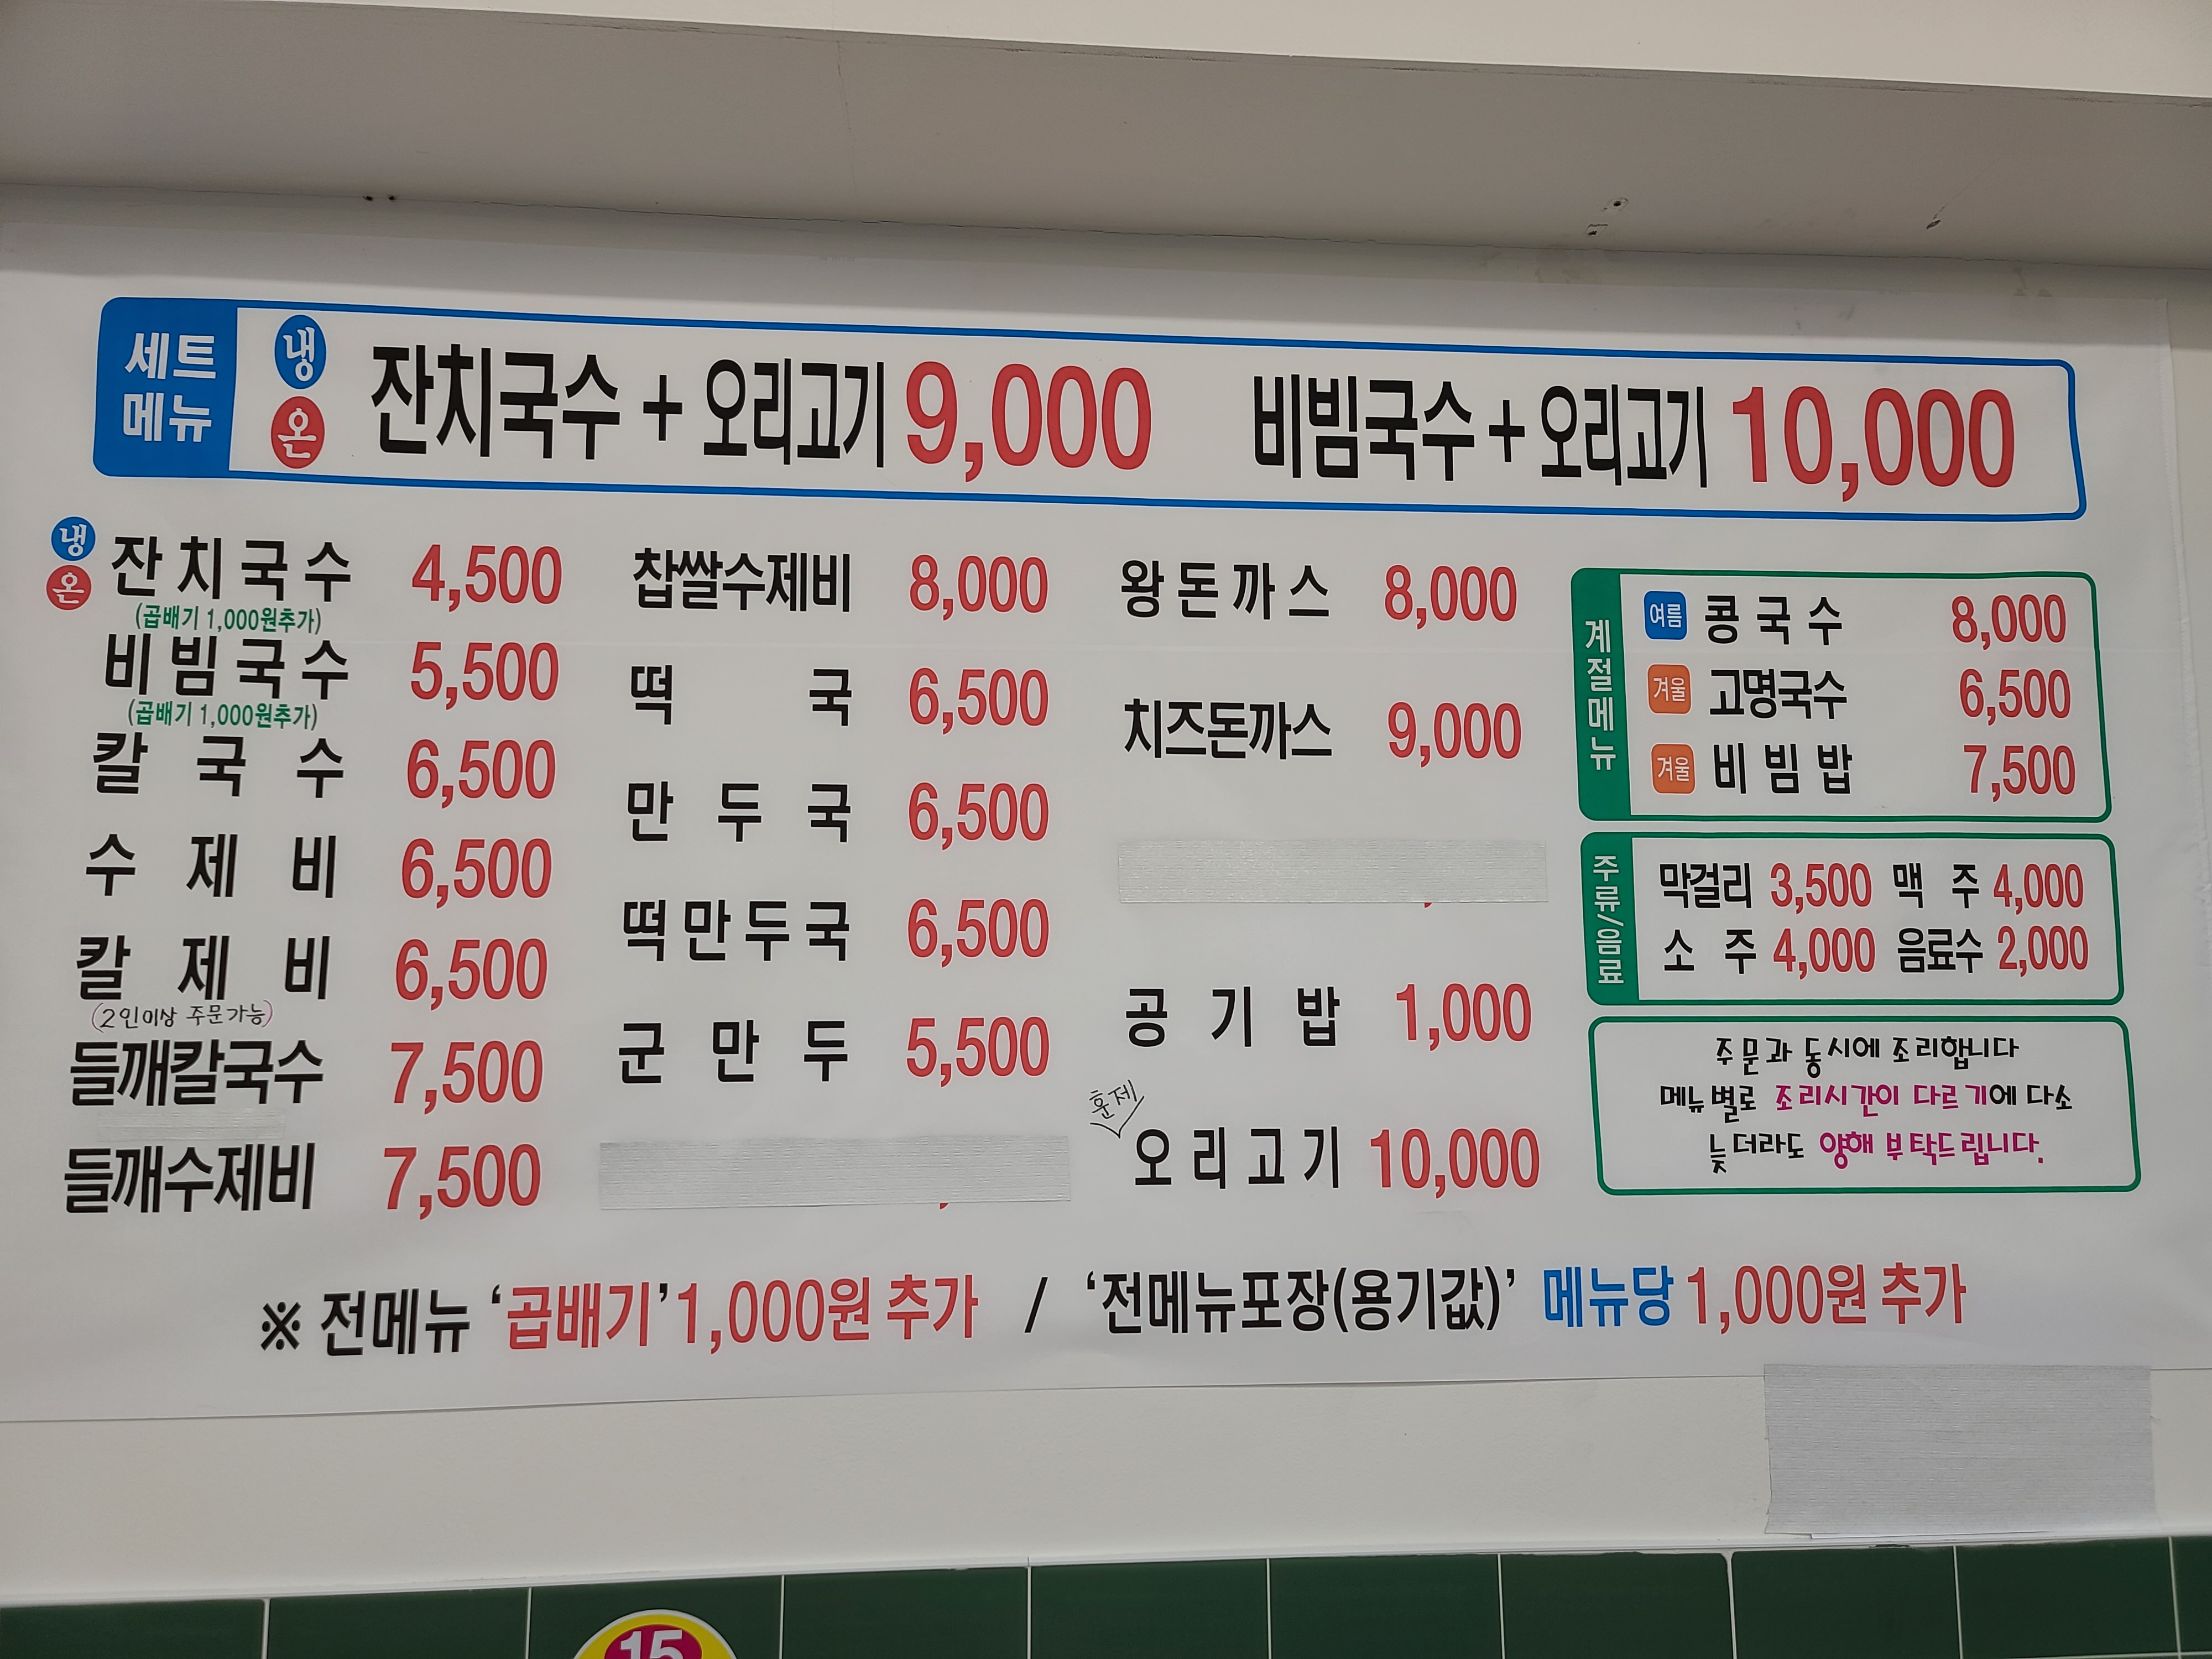 세트 메뉴
냉 온 잔치국수 + 오리고기 9,000 비빔국수 + 오리고기 10,000
냉 온 잔치국수 4,500
(곱배기 1,000원추가)
비빔국수 5,500
(곱배기 1,000원추가)
칼국수 6,500
수제비 6,500
칼제비 6,500
(2인이상 주문가능)
들깨칼국수 7,500
들깨수제비 7,500
찹쌀수제비 8,000
떡국 6,500
만두국 6,500
떡만두국 6,500
군만두 5,500
왕돈까스 8,000
치즈돈까스 9,000
공기밥 1,000
훈제
오리고기 10,000
계절메뉴
여름 콩국수 8,000
겨울 고명국수 6,500
겨울 비빔밥 7,500
주류/음료
막걸리 3,500 맥주 4,000
소주 4,000 음료수 2,000
주문과 동시에 조리합니다
메뉴별로 조리시간이 다르기에 다소
늦더라도 양해 부탁드립니다.
※ 전메뉴 ‘곱배기’ 1,000원 추가 / ‘전메뉴포장(용기값)’ 메뉴당 1,000원 추가
15